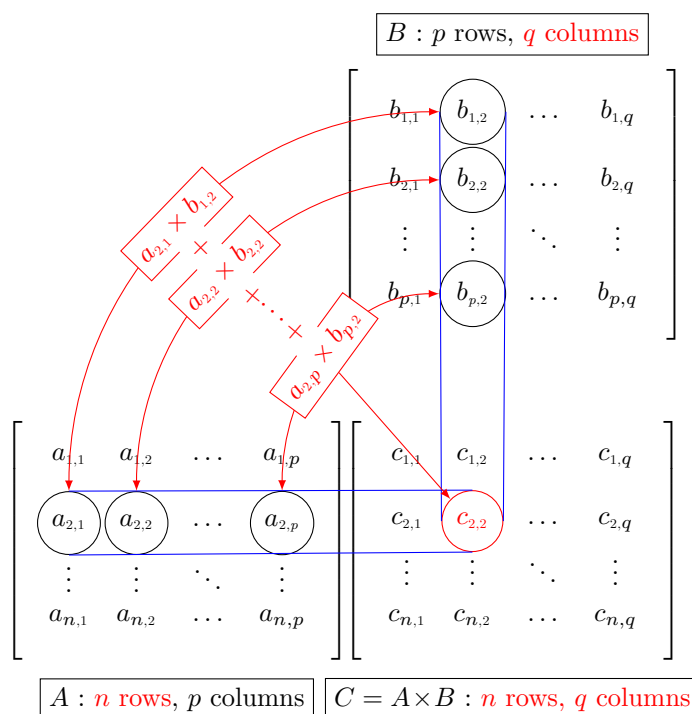 B : p rows, q columns
b1,1 b1,2 … b1,q
b2,1 b2,2 … b2,q
⋮ ⋮ ⋱ ⋮
bp,1 bp,2 … bp,q
a2,1 × b1,2
+
a2,2 × b2,2
+ … +
a2,p × bp,2
a1,1 a1,2 … a1,p
a2,1 a2,2 … a2,p
⋮ ⋮ ⋱ ⋮
an,1 an,2 … an,p
c1,1 c1,2 … c1,q
c2,1 c2,2 … c2,q
⋮ ⋮ ⋱ ⋮
cn,1 cn,2 … cn,q
A : n rows, p columns
C = A×B : n rows, q columns